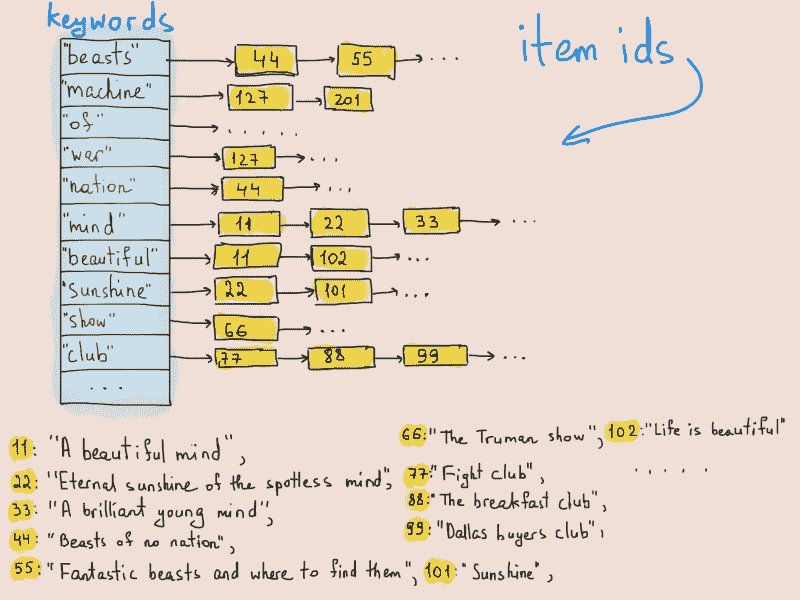 keywords
item ids
"beasts" 44 55 ...
"machine" 127 201
"of" . . . . .
"war" 127 ...
"nation" 44 ...
"mind" 11 22 33 ...
"beautiful" 11 102 ...
"sunshine" 22 101 ...
"show" 66 ...
"club" 77 88 99 ...
. . .
11: "A beautiful mind",
22: "Eternal sunshine of the spotless mind",
33: "A brilliant young mind",
44: "Beasts of no nation",
55: "Fantastic beasts and where to find them", 101: "Sunshine",
66: "The Truman show", 102: "Life is beautiful"
77: "Fight club", . . . . .
88: "The breakfast club",
99: "Dallas buyers club",